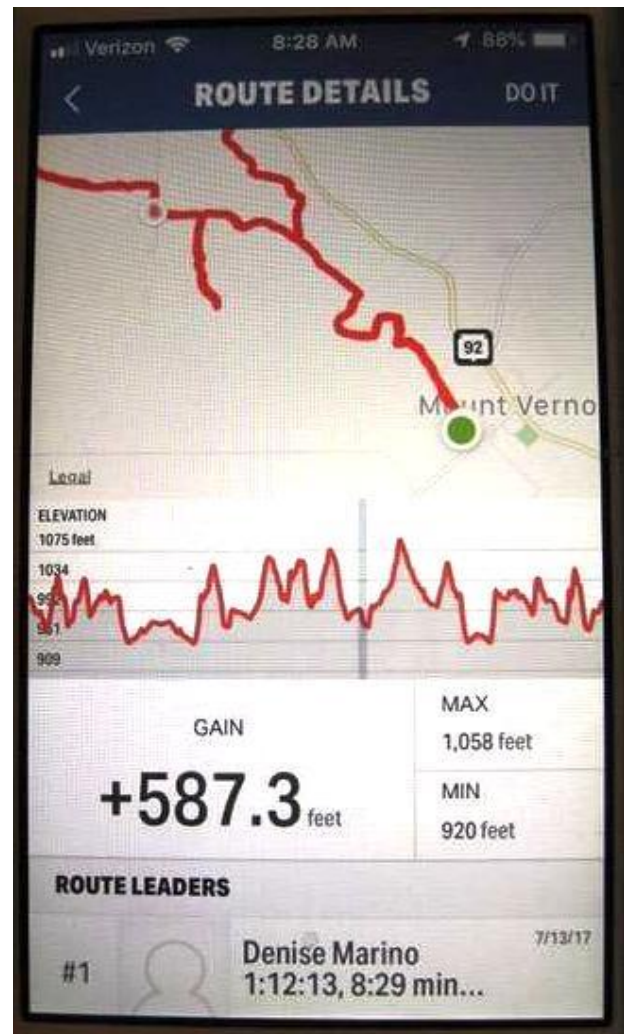 Verizon 8:28 AM 88%
ROUTE DETAILS DO IT
92
Mount Verno
Legal
ELEVATION
1075 feet
1034
909
GAIN
+587.3 feet
MAX
1,058 feet
MIN
920 feet
ROUTE LEADERS
#1
Denise Marino
1:12:13, 8:29 min...
7/13/17